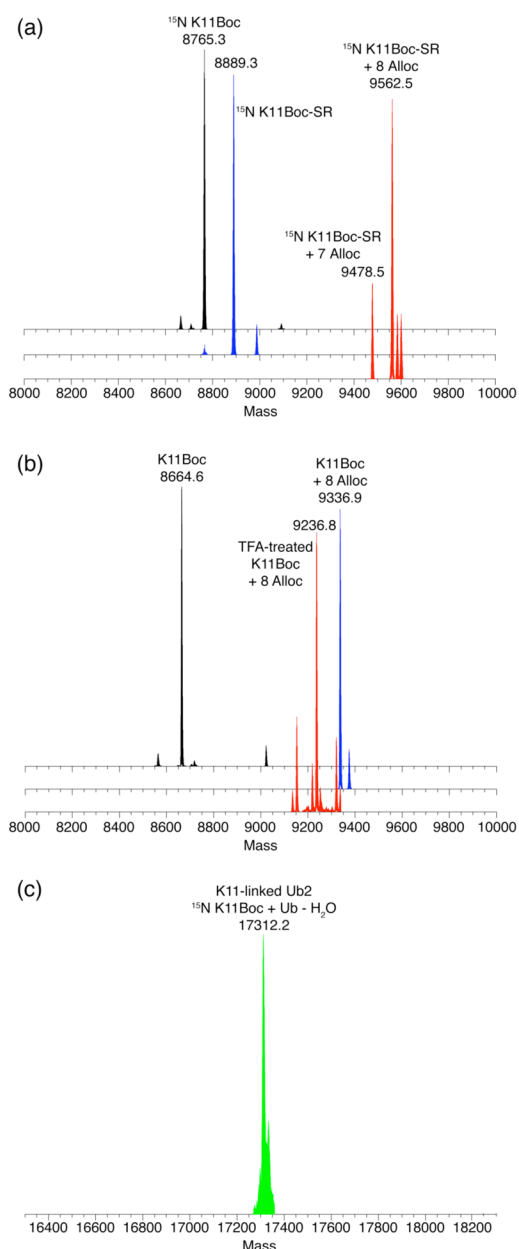 (a)
¹⁵N K11Boc
8765.3
8889.3
¹⁵N K11Boc-SR
¹⁵N K11Boc-SR
+ 8 Alloc
9562.5
¹⁵N K11Boc-SR
+ 7 Alloc
9478.5
8000 8200 8400 8600 8800 9000 9200 9400 9600 9800 10000
Mass
(b)
K11Boc
8664.6
K11Boc
+ 8 Alloc
9336.9
9236.8
TFA-treated
K11Boc
+ 8 Alloc
8000 8200 8400 8600 8800 9000 9200 9400 9600 9800 10000
Mass
(c)
K11-linked Ub2
¹⁵N K11Boc + Ub - H₂O
17312.2
16400 16600 16800 17000 17200 17400 17600 17800 18000 18200
Mass